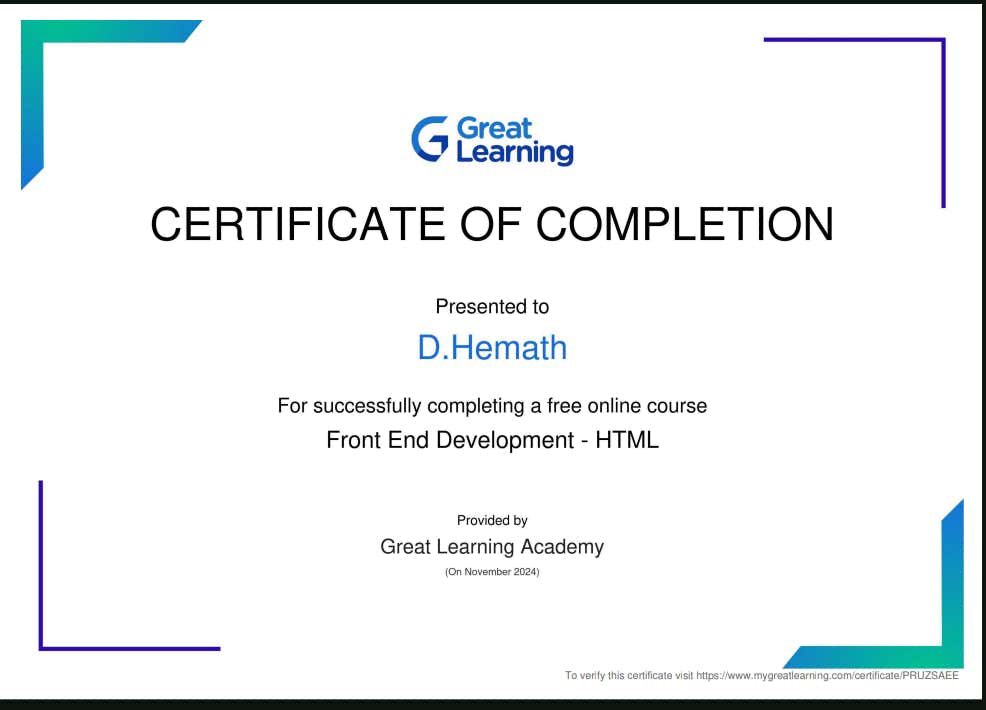 Great
Learning
CERTIFICATE OF COMPLETION
Presented to
D.Hemath
For successfully completing a free online course
Front End Development - HTML
Provided by
Great Learning Academy
(On November 2024)
To verify this certificate visit https://www.mygreatlearning.com/certificate/PRUZSAEE